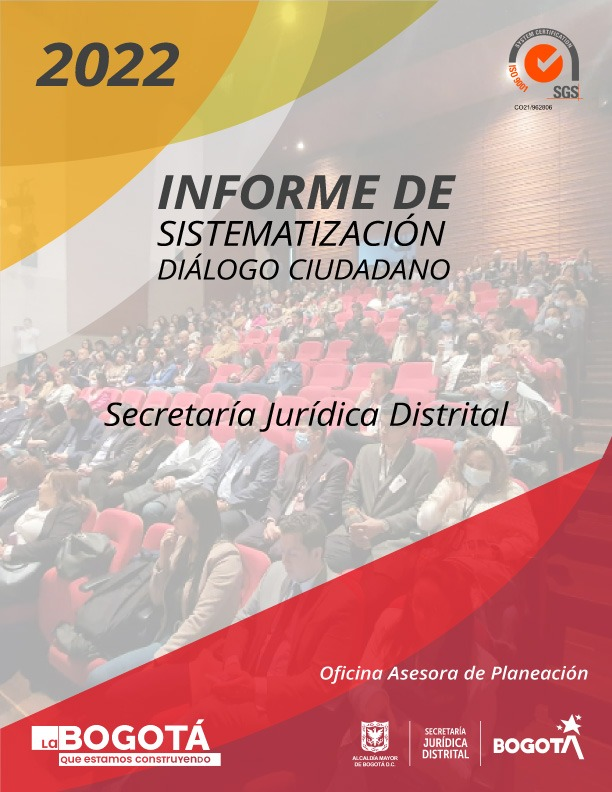 2022
SYSTEM CERTIFICATION
ISO 9001
SGS
CO21/962806
INFORME DE
SISTEMATIZACIÓN
DIÁLOGO CIUDADANO
Secretaría Jurídica Distrital
Oficina Asesora de Planeación
LA BOGOTÁ
que estamos construyendo
ALCALDÍA MAYOR
DE BOGOTÁ D.C.
SECRETARÍA
JURÍDICA
DISTRITAL
BOGOTÁ